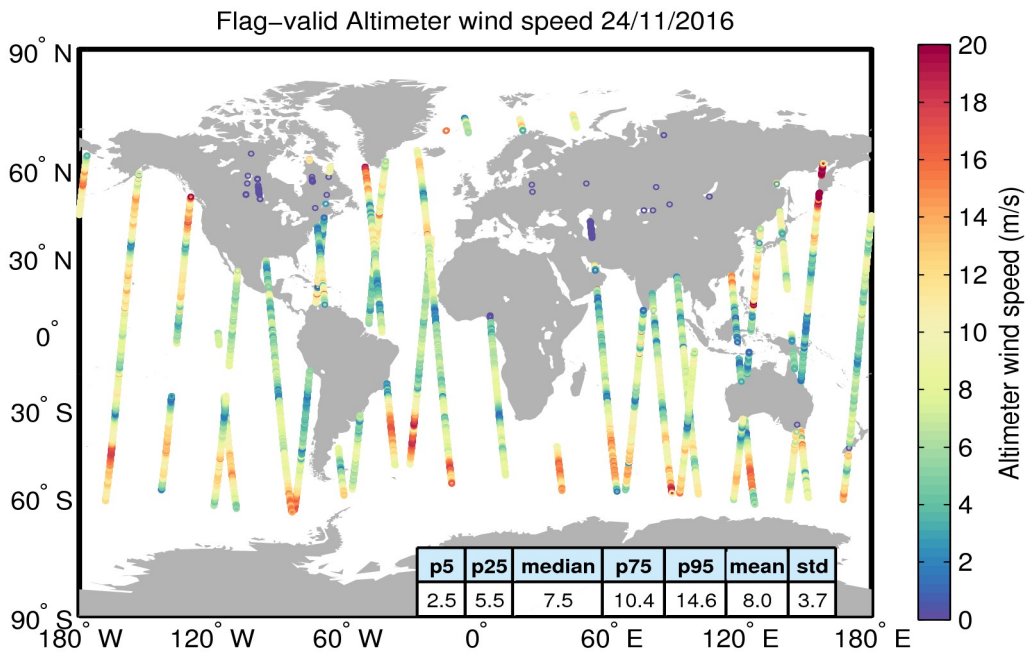 Flag−valid Altimeter wind speed 24/11/2016
90° N
60° N
30° N
0°
30° S
60° S
90° S
180° W
120° W
60° W
0°
60° E
120° E
180° E
p5 p25 median p75 p95 mean std
2.5 5.5 7.5 10.4 14.6 8.0 3.7
20
18
16
14
12
10
8
6
4
2
0
Altimeter wind speed (m/s)